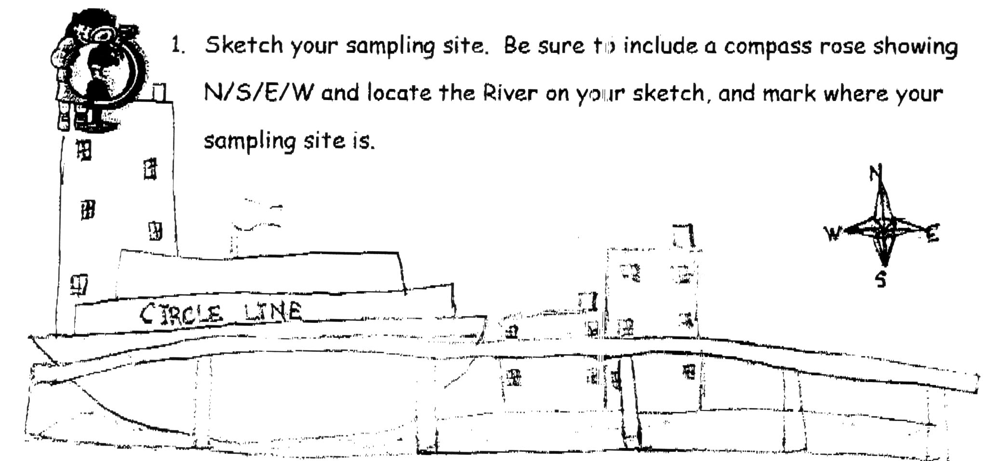 1. Sketch your sampling site. Be sure to include a compass rose showing
N/S/E/W and locate the River on your sketch, and mark where your
sampling site is.
N
W E
S
CIRCLE LINE